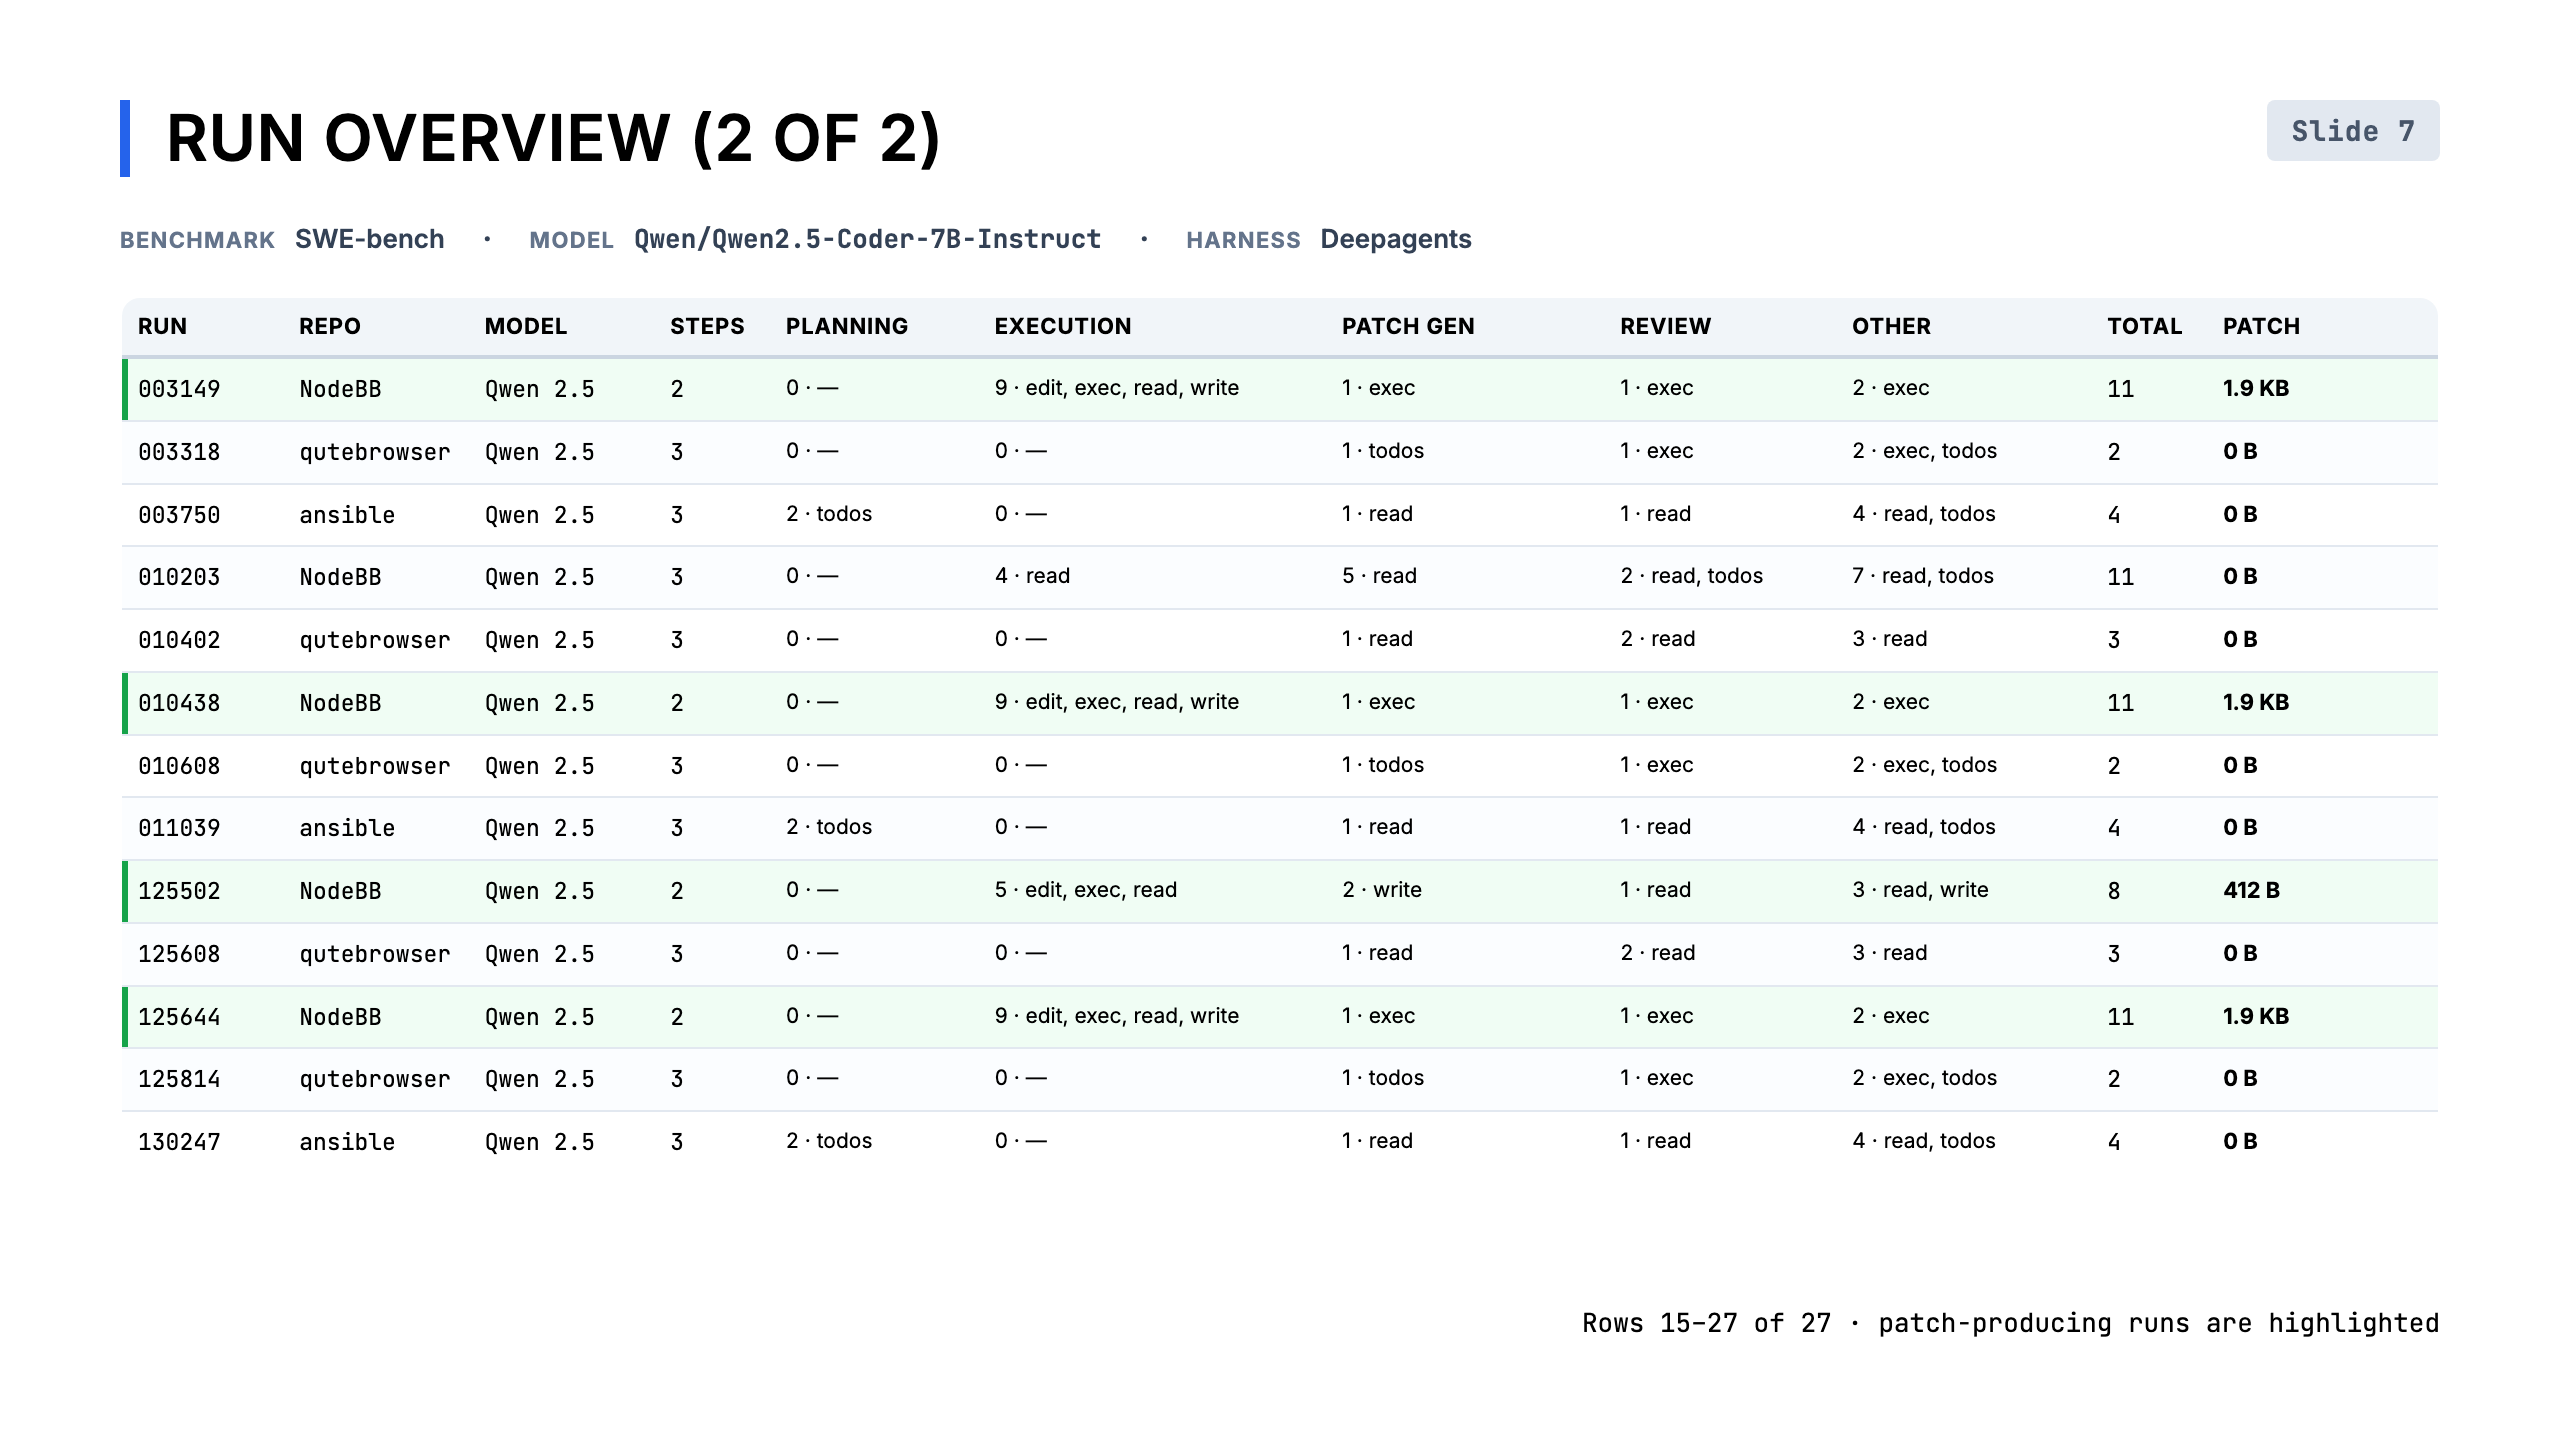 RUN OVERVIEW (2 OF 2)
Slide 7
BENCHMARK SWE-bench · MODEL Qwen/Qwen2.5-Coder-7B-Instruct · HARNESS Deepagents
RUN REPO MODEL STEPS PLANNING EXECUTION PATCH GEN REVIEW OTHER TOTAL PATCH
003149 NodeBB Qwen 2.5 2 0 · — 9 · edit, exec, read, write 1 · exec 1 · exec 2 · exec 11 1.9 KB
003318 qutebrowser Qwen 2.5 3 0 · — 0 · — 1 · todos 1 · exec 2 · exec, todos 2 0 B
003750 ansible Qwen 2.5 3 2 · todos 0 · — 1 · read 1 · read 4 · read, todos 4 0 B
010203 NodeBB Qwen 2.5 3 0 · — 4 · read 5 · read 2 · read, todos 7 · read, todos 11 0 B
010402 qutebrowser Qwen 2.5 3 0 · — 0 · — 1 · read 2 · read 3 · read 3 0 B
010438 NodeBB Qwen 2.5 2 0 · — 9 · edit, exec, read, write 1 · exec 1 · exec 2 · exec 11 1.9 KB
010608 qutebrowser Qwen 2.5 3 0 · — 0 · — 1 · todos 1 · exec 2 · exec, todos 2 0 B
011039 ansible Qwen 2.5 3 2 · todos 0 · — 1 · read 1 · read 4 · read, todos 4 0 B
125502 NodeBB Qwen 2.5 2 0 · — 5 · edit, exec, read 2 · write 1 · read 3 · read, write 8 412 B
125608 qutebrowser Qwen 2.5 3 0 · — 0 · — 1 · read 2 · read 3 · read 3 0 B
125644 NodeBB Qwen 2.5 2 0 · — 9 · edit, exec, read, write 1 · exec 1 · exec 2 · exec 11 1.9 KB
125814 qutebrowser Qwen 2.5 3 0 · — 0 · — 1 · todos 1 · exec 2 · exec, todos 2 0 B
130247 ansible Qwen 2.5 3 2 · todos 0 · — 1 · read 1 · read 4 · read, todos 4 0 B
Rows 15–27 of 27 · patch-producing runs are highlighted